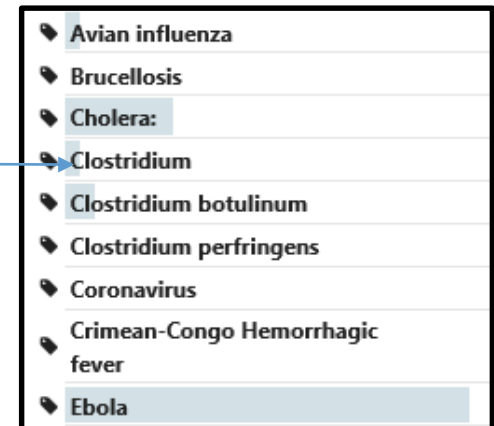 Avian influenza
Brucellosis
Cholera:
Clostridium
Clostridium botulinum
Clostridium perfringens
Coronavirus
Crimean-Congo Hemorrhagic
fever
Ebola